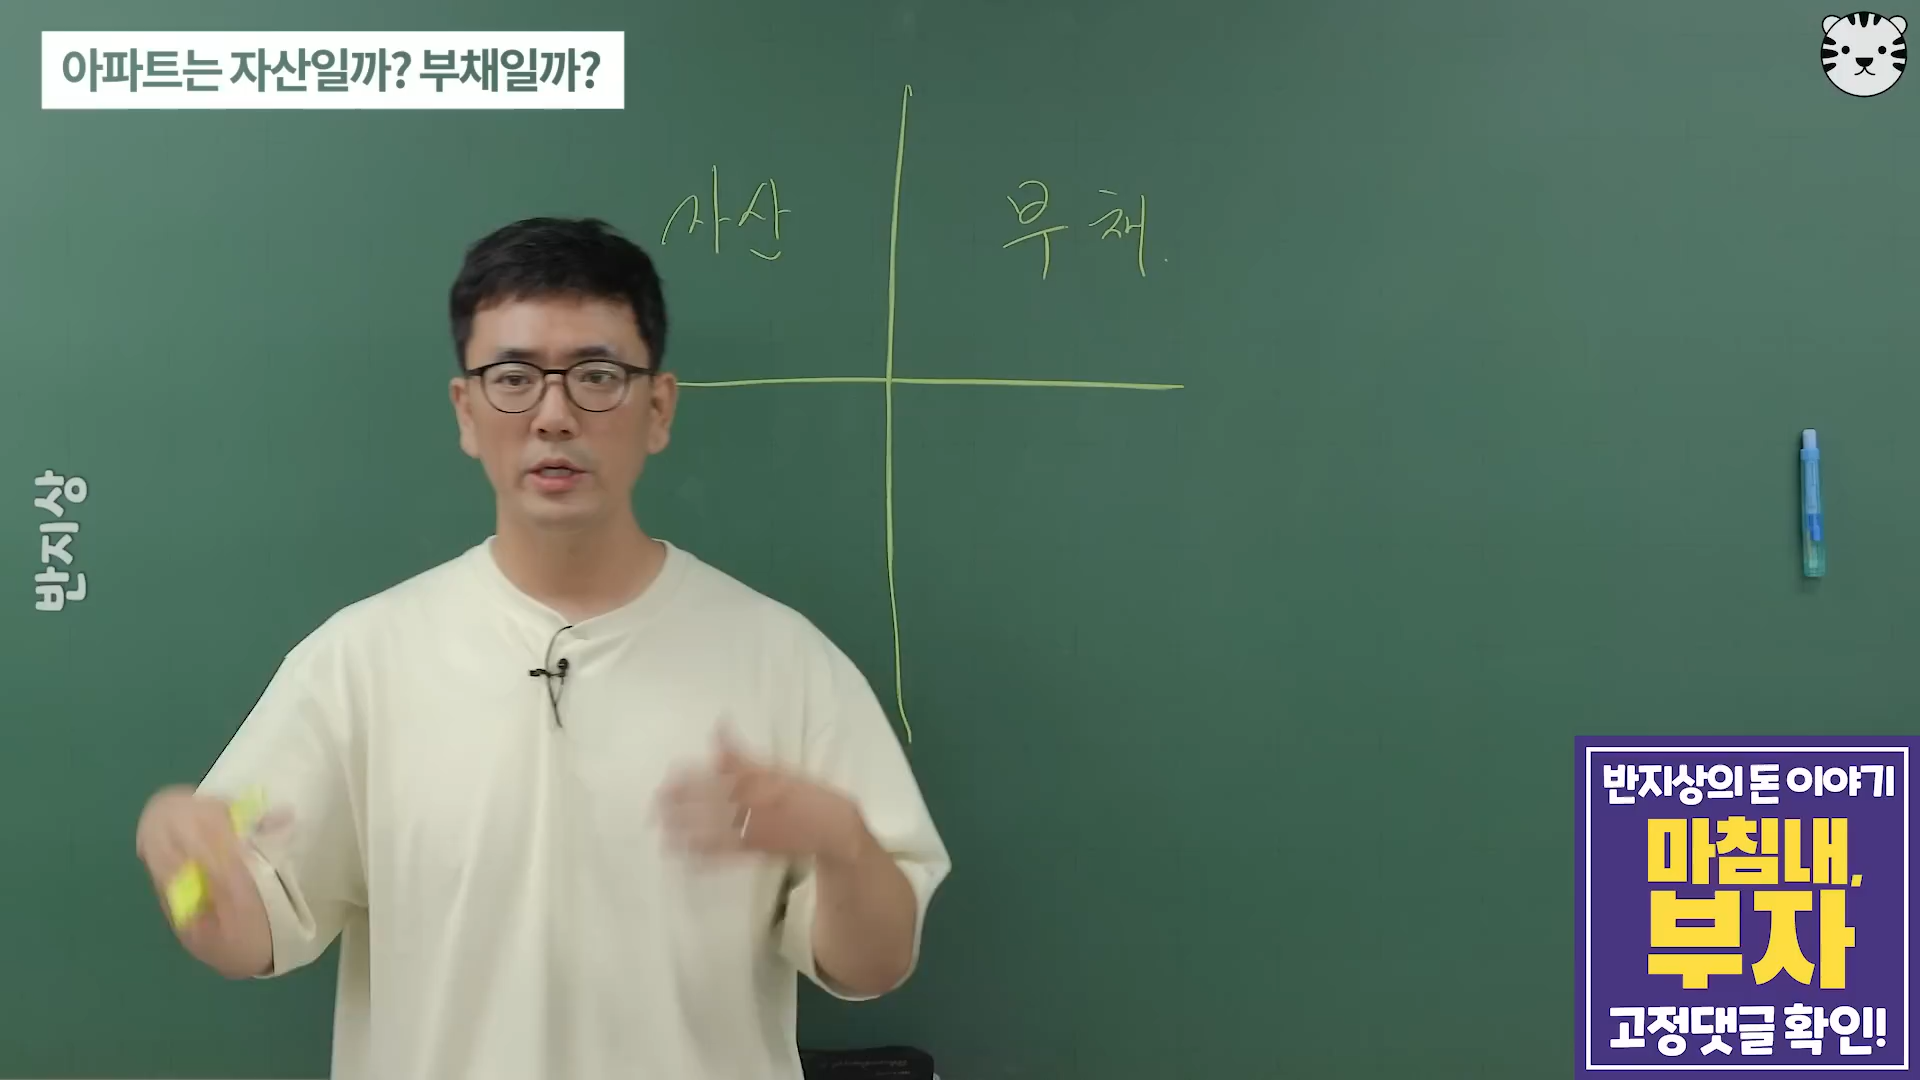 아파트는 자산일까? 부채일까?
자산
부채.
반지상
반지상의 돈 이야기
마침내,
부자
고정댓글 확인!